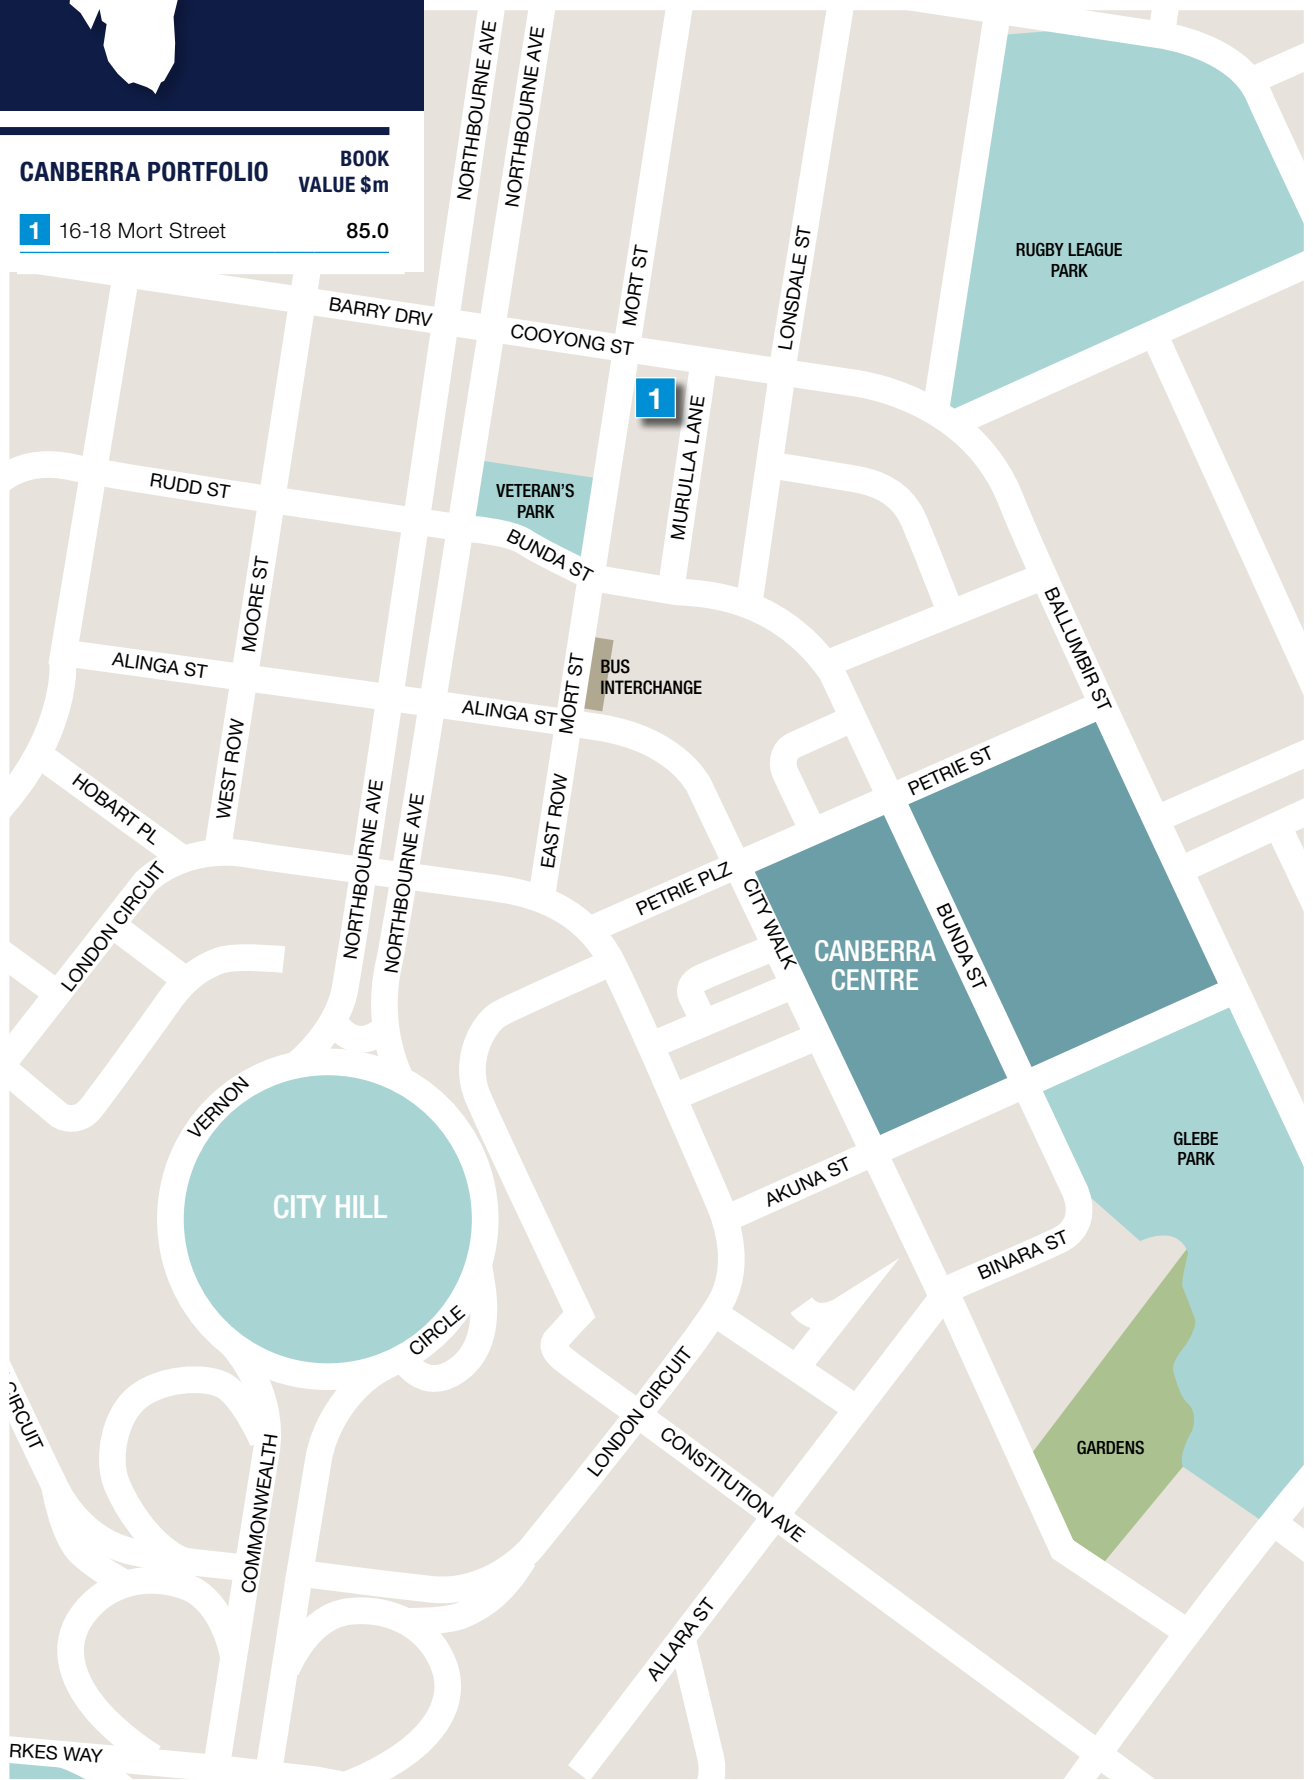 CANBERRA PORTFOLIO
BOOK
VALUE $m
1 16-18 Mort Street 85.0
NORTHBOURNE AVE
NORTHBOURNE AVE
MORT ST
LONSDALE ST
RUGBY LEAGUE
PARK
BARRY DRV
COOYONG ST
1
MURULLA LANE
RUDD ST
VETERAN'S
PARK
BUNDA ST
MOORE ST
BALLUMBIR ST
ALINGA ST
BUS
INTERCHANGE
MORT ST
ALINGA ST
WEST ROW
HOBART PL
PETRIE ST
EAST ROW
NORTHBOURNE AVE
NORTHBOURNE AVE
LONDON CIRCUIT
PETRIE PLZ
CITY WALK
CANBERRA
CENTRE
BUNDA ST
VERNON
GLEBE
PARK
AKUNA ST
CITY HILL
BINARA ST
CIRCLE
LONDON CIRCUIT
CIRCUIT
COMMONWEALTH
CONSTITUTION AVE
GARDENS
ALLARA ST
RKES WAY